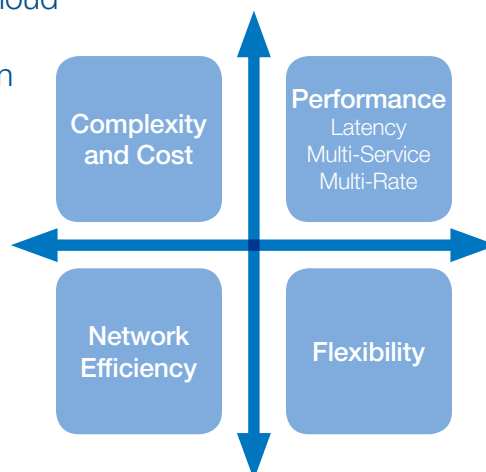 Complexity
and Cost
Performance
Latency
Multi-Service
Multi-Rate
Network
Efficiency
Flexibility